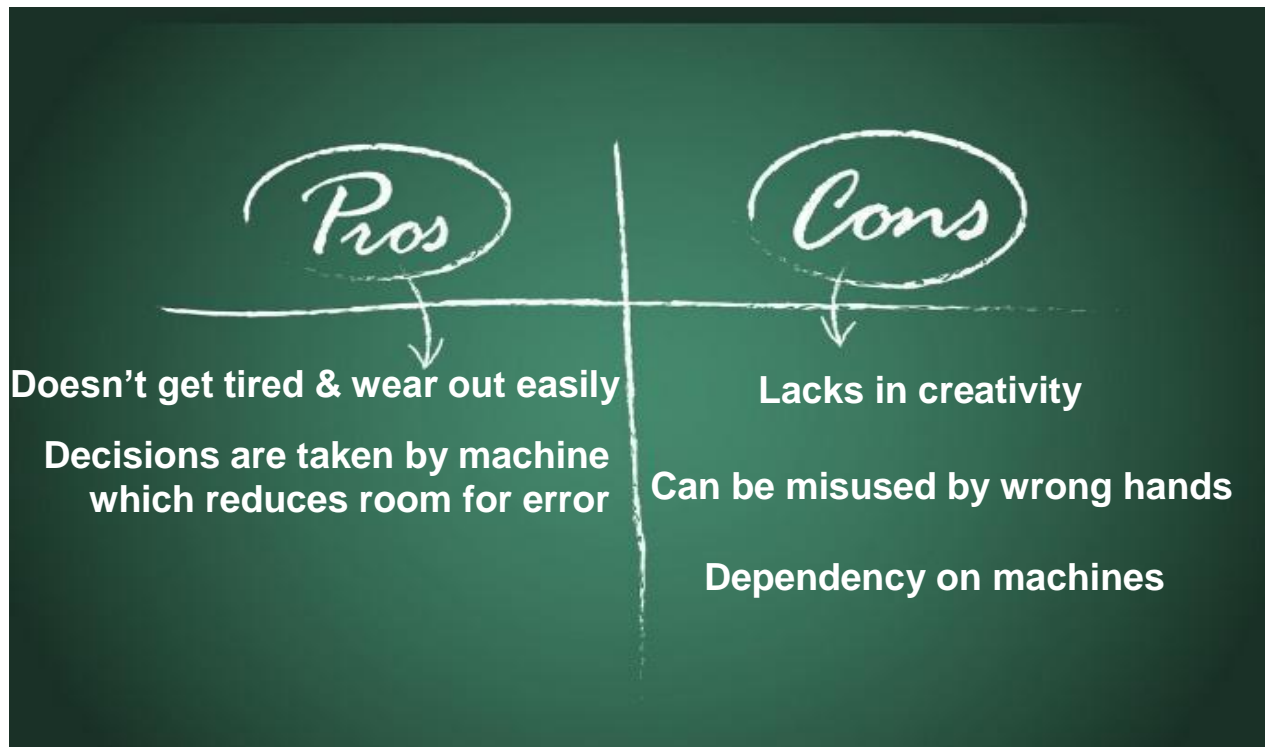 Pros
Doesn’t get tired & wear out easily
Decisions are taken by machine
which reduces room for error
Cons
Lacks in creativity
Can be misused by wrong hands
Dependency on machines